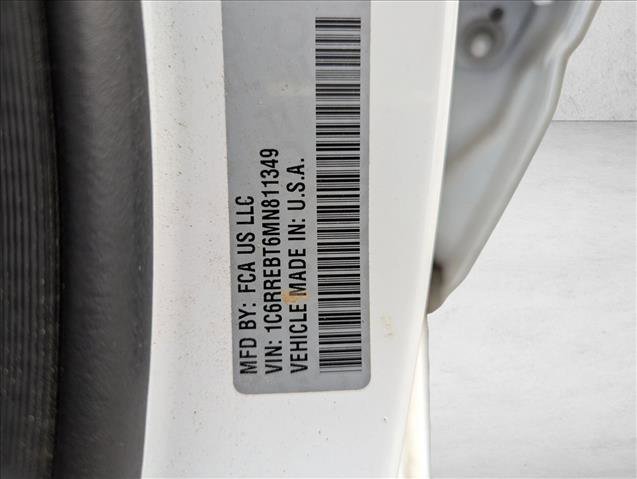 MFD BY: FCA US LLC
VIN: 1C6RREBT6MN811349
VEHICLE MADE IN: U.S.A.